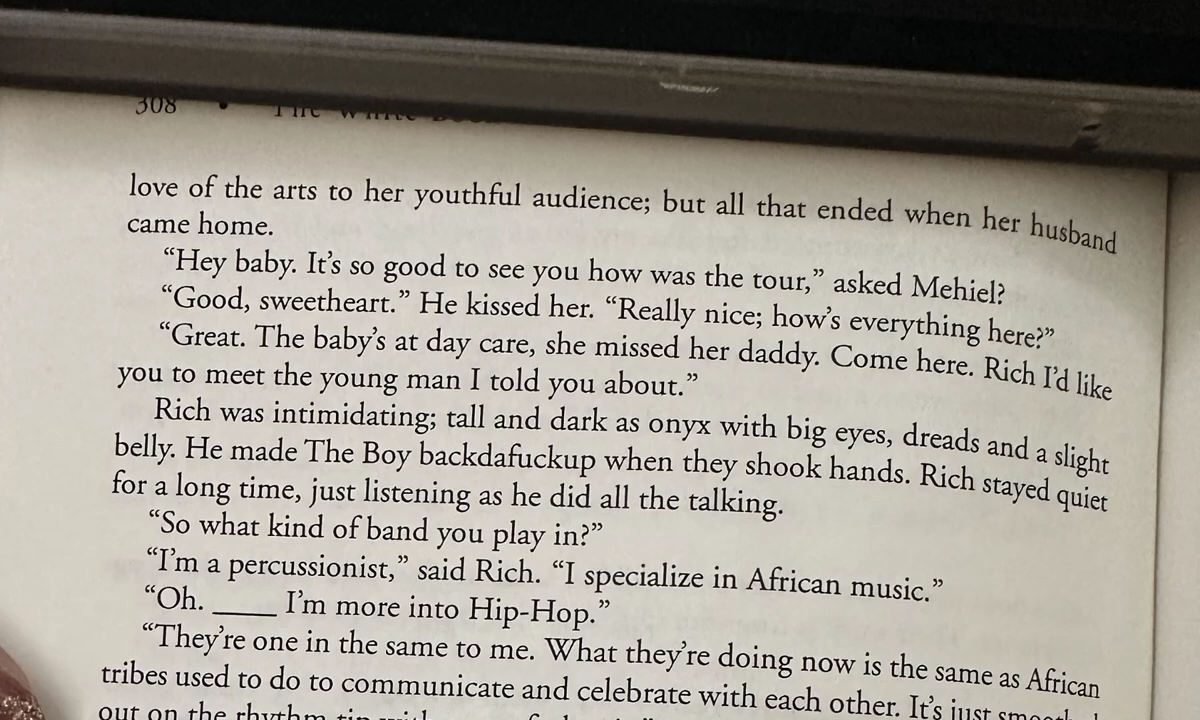 308 • The White
love of the arts to her youthful audience; but all that ended when her husband
came home.
“Hey baby. It’s so good to see you how was the tour,” asked Mehiel?
“Good, sweetheart.” He kissed her. “Really nice; how’s everything here?”
“Great. The baby’s at day care, she missed her daddy. Come here. Rich I’d like
you to meet the young man I told you about.”
Rich was intimidating; tall and dark as onyx with big eyes, dreads and a slight
belly. He made The Boy backdafuckup when they shook hands. Rich stayed quiet
for a long time, just listening as he did all the talking.
“So what kind of band you play in?”
“I’m a percussionist,” said Rich. “I specialize in African music.”
“Oh. ____ I’m more into Hip-Hop.”
“They’re one in the same to me. What they’re doing now is the same as African
tribes used to do to communicate and celebrate with each other. It’s just
out on the rhythm tip